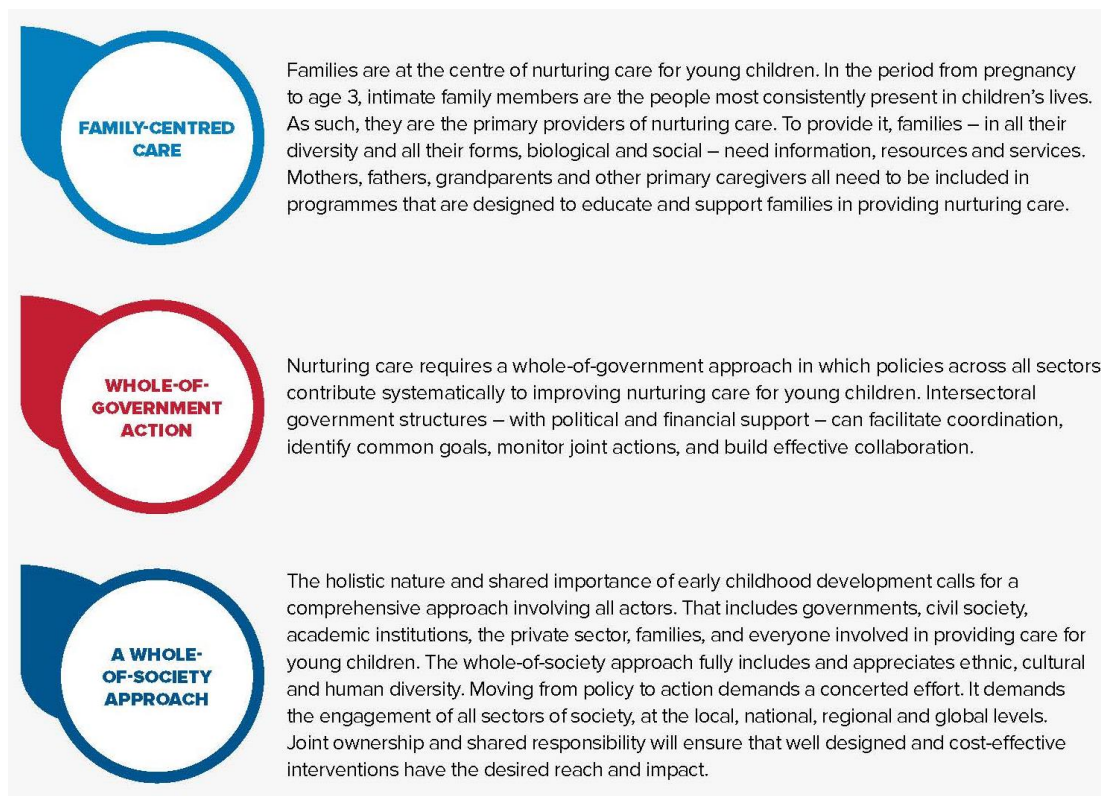 FAMILY-CENTRED
CARE
Families are at the centre of nurturing care for young children. In the period from pregnancy
to age 3, intimate family members are the people most consistently present in children’s lives.
As such, they are the primary providers of nurturing care. To provide it, families – in all their
diversity and all their forms, biological and social – need information, resources and services.
Mothers, fathers, grandparents and other primary caregivers all need to be included in
programmes that are designed to educate and support families in providing nurturing care.
WHOLE-OF-
GOVERNMENT
ACTION
Nurturing care requires a whole-of-government approach in which policies across all sectors
contribute systematically to improving nurturing care for young children. Intersectoral
government structures – with political and financial support – can facilitate coordination,
identify common goals, monitor joint actions, and build effective collaboration.
A WHOLE-
OF-SOCIETY
APPROACH
The holistic nature and shared importance of early childhood development calls for a
comprehensive approach involving all actors. That includes governments, civil society,
academic institutions, the private sector, families, and everyone involved in providing care for
young children. The whole-of-society approach fully includes and appreciates ethnic, cultural
and human diversity. Moving from policy to action demands a concerted effort. It demands
the engagement of all sectors of society, at the local, national, regional and global levels.
Joint ownership and shared responsibility will ensure that well designed and cost-effective
interventions have the desired reach and impact.